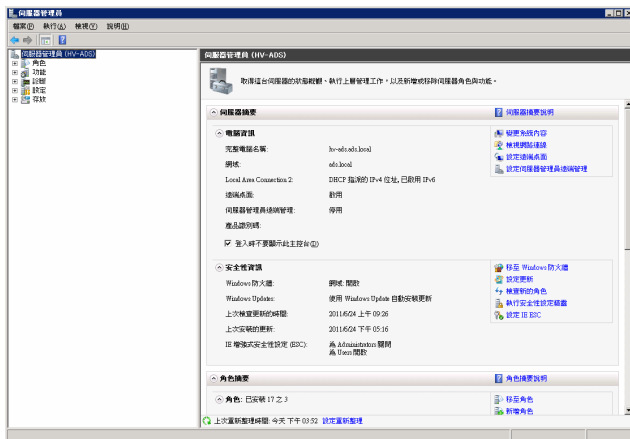 伺服器管理員
檔案(F) 執行(A) 檢視(V) 說明(H)
伺服器管理員 (HV-ADS)
角色
功能
診斷
設定
存放
伺服器管理員 (HV-ADS)
取得這台伺服器的狀態概觀、執行上層管理工作，以及新增或移除伺服器角色與功能。
伺服器摘要
伺服器摘要說明
電腦資訊
完整電腦名稱: hv-ads.ads.local
網域: ads.local
Local Area Connection 2: DHCP 指派的 IPv4 位址, 已啟用 IPv6
遠端桌面: 啟用
伺服器管理員遠端管理: 停用
產品識別碼:
登入時不要顯示此主控台(D)
變更系統內容
檢視網路連線
設定遠端桌面
設定伺服器管理員遠端管理
安全性資訊
Windows 防火牆: 網域: 開啟
Windows Updates: 使用 Windows Update 自動安裝更新
上次檢查更新的時間: 2011/6/24 上午 09:26
上次安裝的更新: 2011/6/24 下午 05:16
IE 增強式安全性設定 (ESC): 為 Administrators 關閉
為 Users 開啟
移至 Windows 防火牆
設定更新
檢查新的角色
執行安全性設定精靈
設定 IE ESC
角色摘要
角色摘要說明
角色: 已安裝 17 之 3
移至角色
新增角色
上次重新整理時間: 今天 下午 03:52 設定重新整理